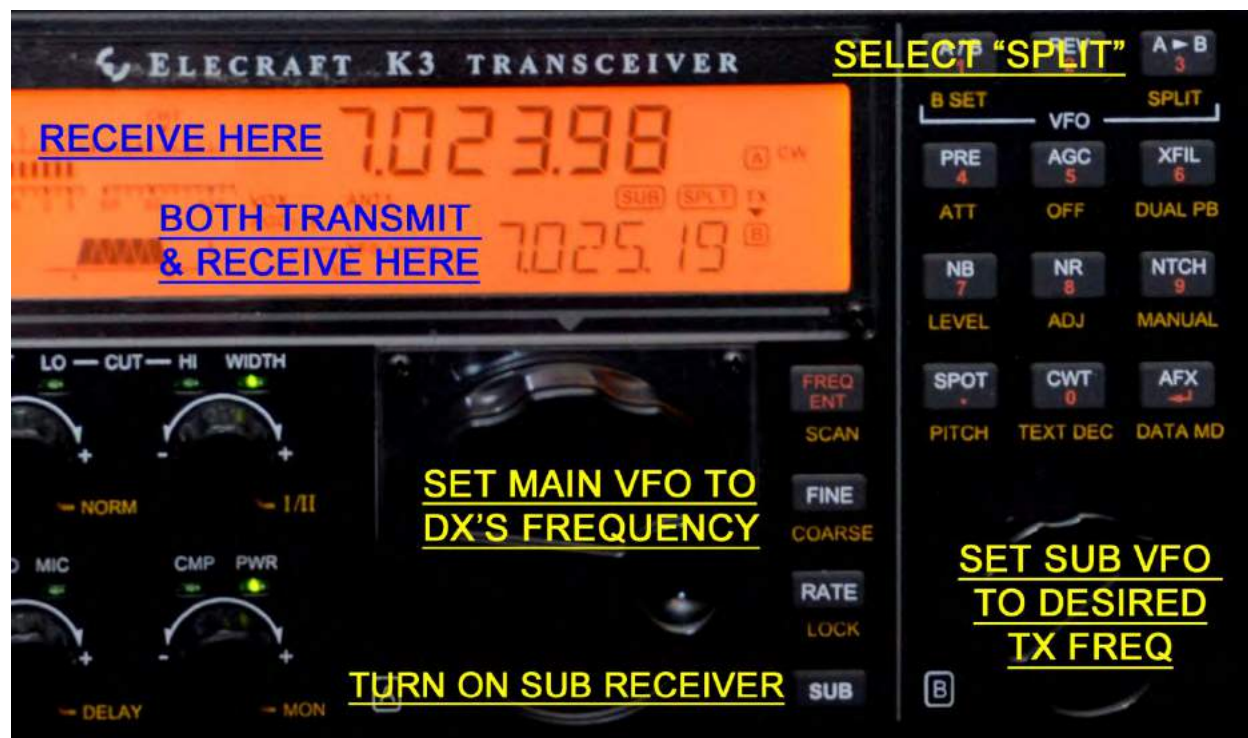 ELECRAFT K3 TRANSCEIVER
SELECT “SPLIT”
A ► B
3
B SET
SPLIT
VFO
RECEIVE HERE
7.023.98
A CW
SUB SPLT TX
BOTH TRANSMIT
& RECEIVE HERE
7.025.19
B
PRE AGC XFIL
4 5 6
ATT OFF DUAL PB
NB NR NTCH
7 8 9
LEVEL ADJ MANUAL
LO CUT HI WIDTH
FREQ
ENT
SCAN
SPOT CWT AFX
. 0
PITCH TEXT DEC DATA MD
- + - +
NORM I/II
SET MAIN VFO TO
DX’S FREQUENCY
FINE
COARSE
MIC CMP PWR
RATE
LOCK
SET SUB VFO
TO DESIRED
TX FREQ
+ - +
DELAY MON
TURN ON SUB RECEIVER
SUB
A
B